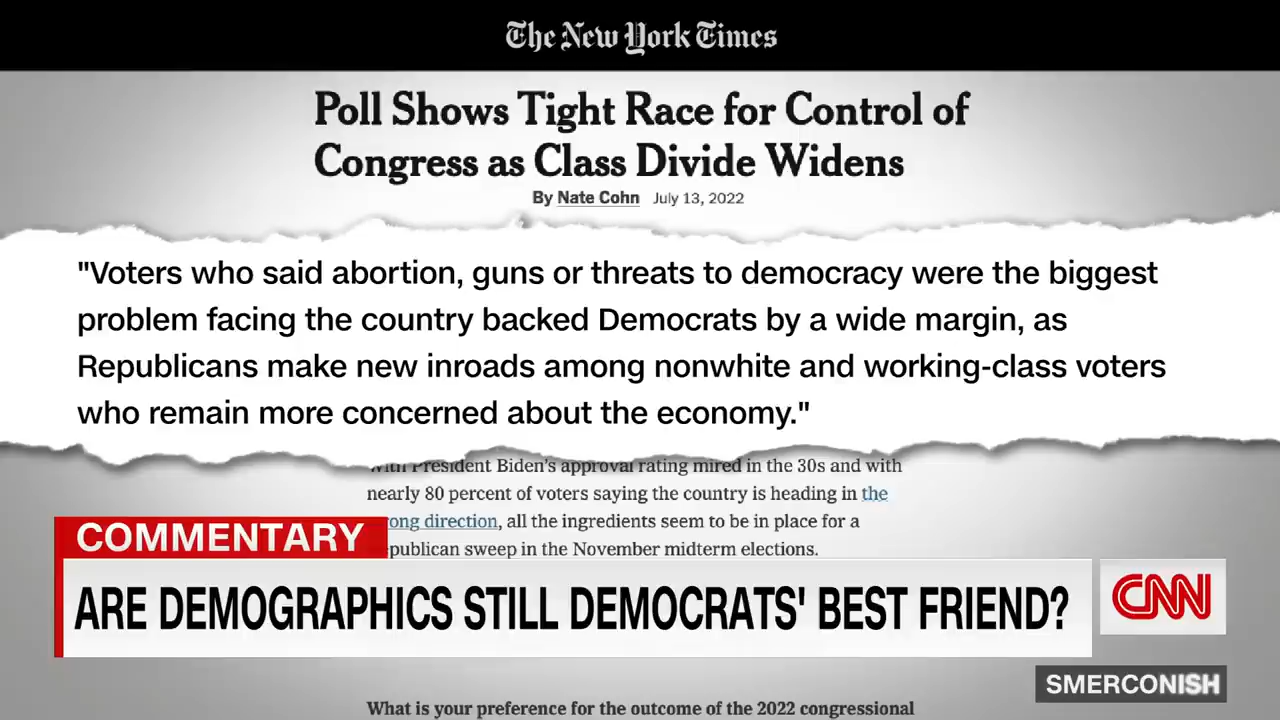 The New York Times
Poll Shows Tight Race for Control of
Congress as Class Divide Widens
By Nate Cohn July 13, 2022
"Voters who said abortion, guns or threats to democracy were the biggest
problem facing the country backed Democrats by a wide margin, as
Republicans make new inroads among nonwhite and working-class voters
who remain more concerned about the economy."
With President Biden's approval rating mired in the 30s and with
nearly 80 percent of voters saying the country is heading in the
direction, all the ingredients seem to be in place for a
sweep in the November midterm elections.
COMMENTARY
ARE DEMOGRAPHICS STILL DEMOCRATS' BEST FRIEND?
CNN
SMERCONISH
What is your preference for the outcome of the 2022 congressional